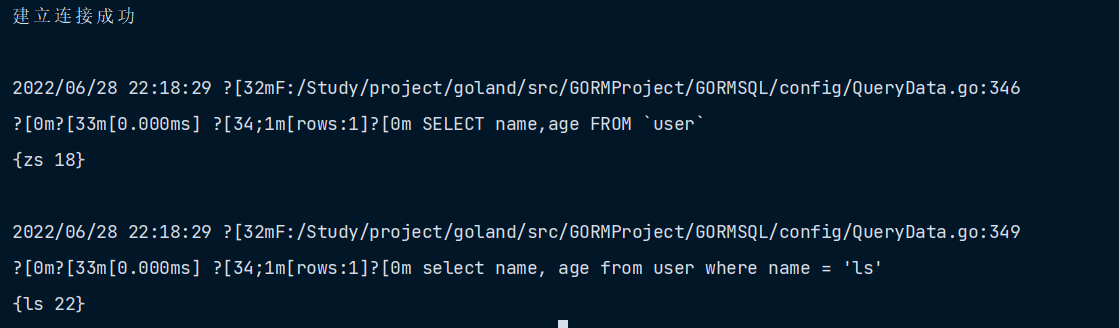 建立连接成功
2022/06/28 22:18:29 ?[32mF:/Study/project/goland/src/GORMProject/GORMSQL/config/QueryData.go:346
?[0m?[33m[0.000ms] ?[34;1m[rows:1]?[0m SELECT name,age FROM `user`
{zs 18}
2022/06/28 22:18:29 ?[32mF:/Study/project/goland/src/GORMProject/GORMSQL/config/QueryData.go:349
?[0m?[33m[0.000ms] ?[34;1m[rows:1]?[0m select name, age from user where name = 'ls'
{ls 22}